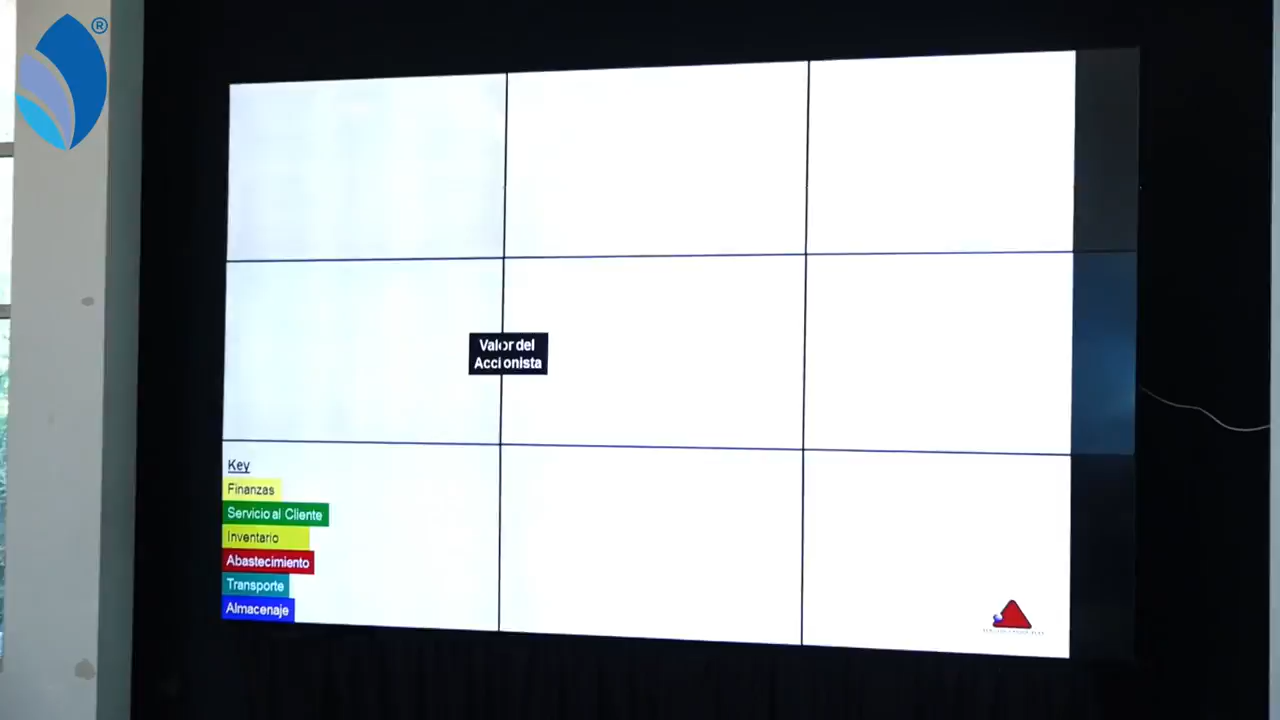 ®
Valor del
Accionista
Key
Finanzas
Servicio al Cliente
Inventario
Abastecimiento
Transporte
Almacenaje